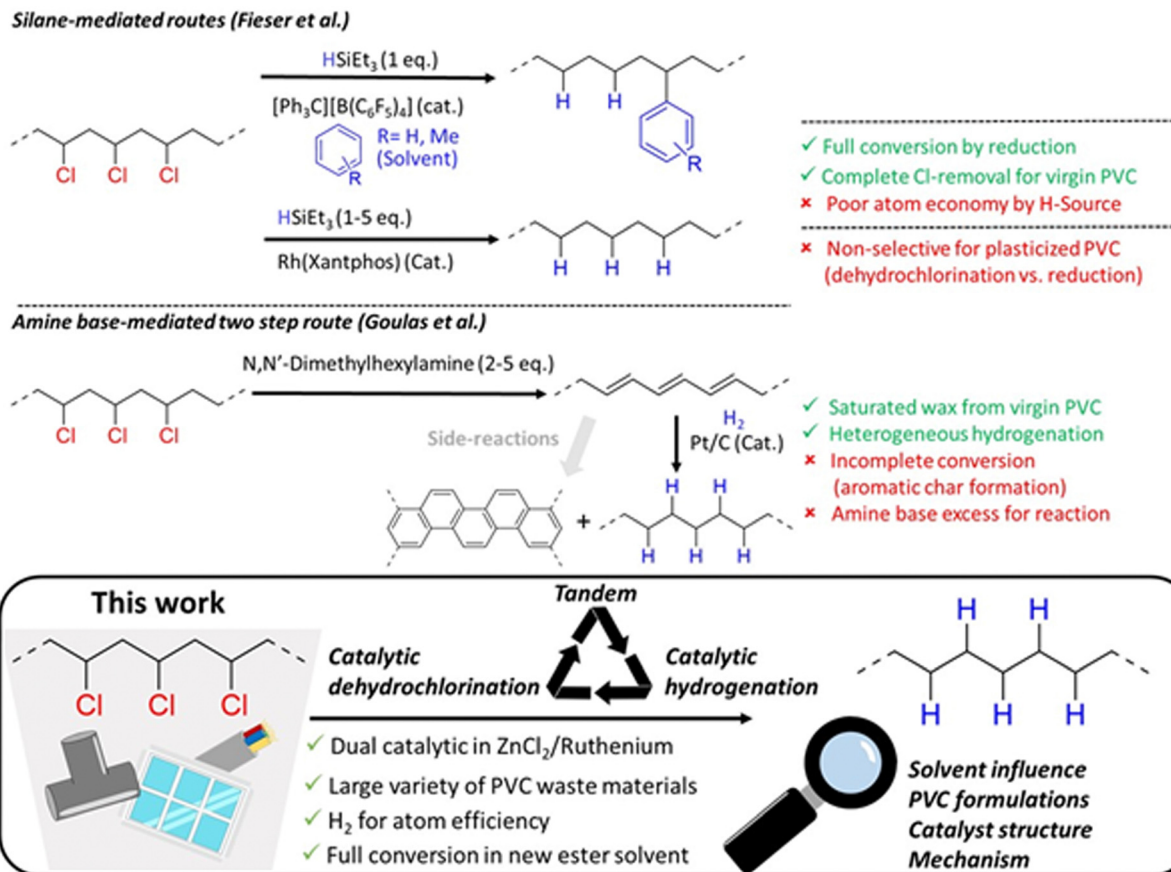 Silane-mediated routes (Fieser et al.)
HSiEt3 (1 eq.)
[Ph3C][B(C6F5)4] (cat.)
R= H, Me
(Solvent)
R
Cl Cl Cl
H H
R
HSiEt3 (1-5 eq.)
Rh(Xantphos) (Cat.)
H H H
✓ Full conversion by reduction
✓ Complete Cl-removal for virgin PVC
× Poor atom economy by H-Source
× Non-selective for plasticized PVC
(dehydrochlorination vs. reduction)
Amine base-mediated two step route (Goulas et al.)
N,N’-Dimethylhexylamine (2-5 eq.)
Cl Cl Cl
Side-reactions
H2
Pt/C (Cat.)
H H
+
H H H
✓ Saturated wax from virgin PVC
✓ Heterogeneous hydrogenation
× Incomplete conversion
(aromatic char formation)
× Amine base excess for reaction
This work
Cl Cl Cl
Tandem
Catalytic
dehydrochlorination
Catalytic
hydrogenation
✓ Dual catalytic in ZnCl2/Ruthenium
✓ Large variety of PVC waste materials
✓ H2 for atom efficiency
✓ Full conversion in new ester solvent
H H
H H H
Solvent influence
PVC formulations
Catalyst structure
Mechanism